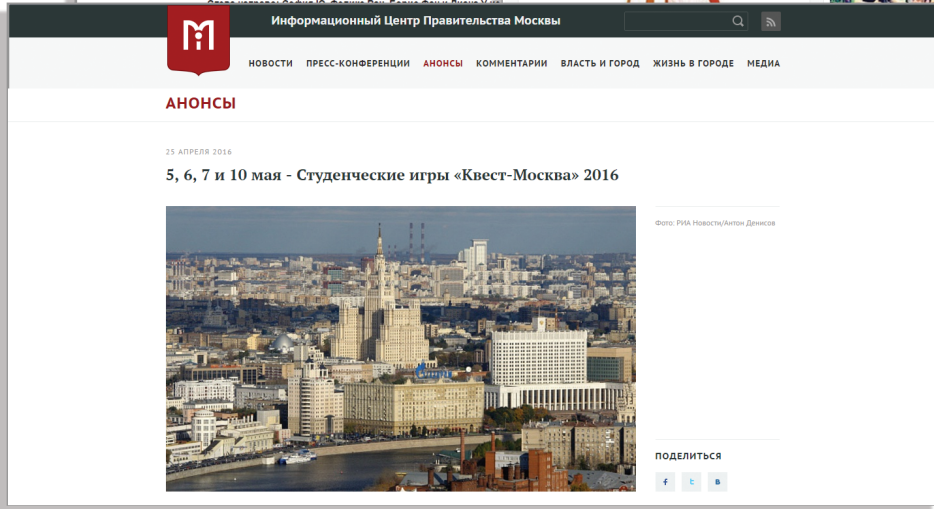 Информационный Центр Правительства Москвы
НОВОСТИ ПРЕСС-КОНФЕРЕНЦИИ АНОНСЫ КОММЕНТАРИИ ВЛАСТЬ И ГОРОД ЖИЗНЬ В ГОРОДЕ МЕДИА
АНОНСЫ
25 АПРЕЛЯ 2016
5, 6, 7 и 10 мая - Студенческие игры «Квест-Москва» 2016
Фото: РИА Новости/Антон Денисов
ПОДЕЛИТЬСЯ